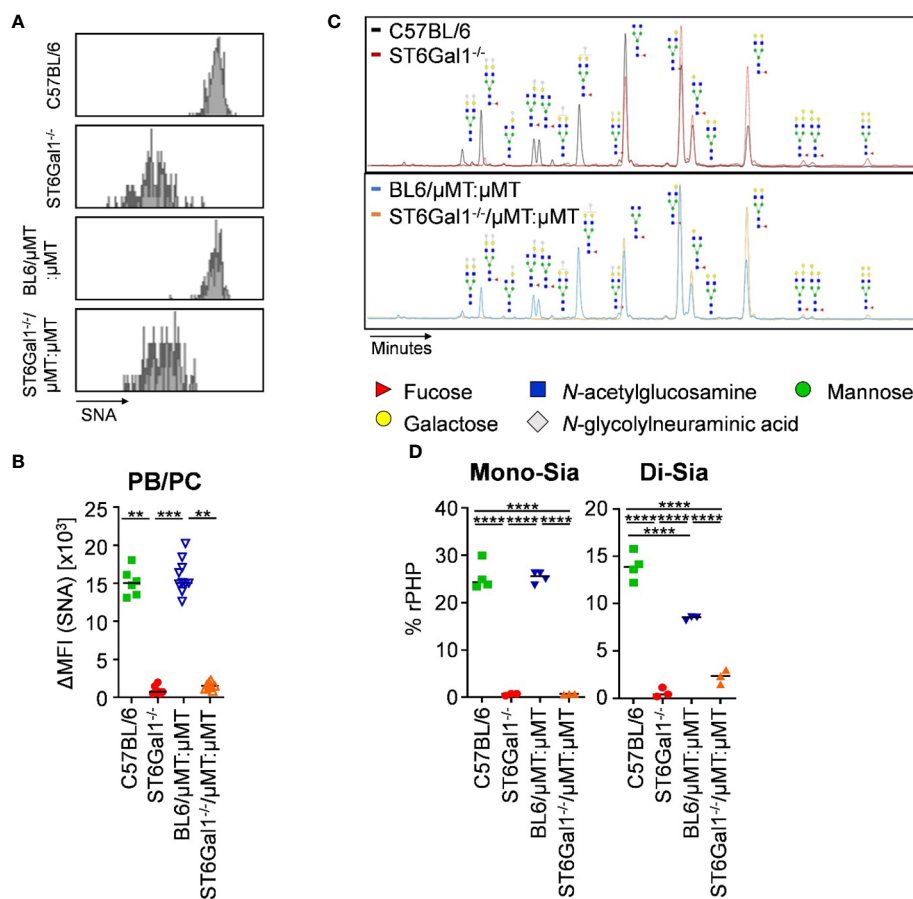 A
C57BL/6
ST6Gal1-/-
BL6/µMT
:µMT
ST6Gal1-/-/
µMT:µMT
SNA
B
PB/PC
** *** **
ΔMFI (SNA) [x10³]
25
20
15
10
5
0
C57BL/6
ST6Gal1-/-
BL6/µMT:µMT
ST6Gal1-/-/µMT:µMT
C
C57BL/6
ST6Gal1-/-
BL6/µMT:µMT
ST6Gal1-/-/µMT:µMT
Minutes
Fucose
N-acetylglucosamine
Mannose
Galactose
N-glycolylneuraminic acid
D
Mono-Sia
****
**** **** ****
% rPHP
40
30
20
10
0
C57BL/6
ST6Gal1-/-
BL6/µMT:µMT
ST6Gal1-/-/µMT:µMT
Di-Sia
****
**** **** ****
****
20
15
10
5
0
C57BL/6
ST6Gal1-/-
BL6/µMT:µMT
ST6Gal1-/-/µMT:µMT